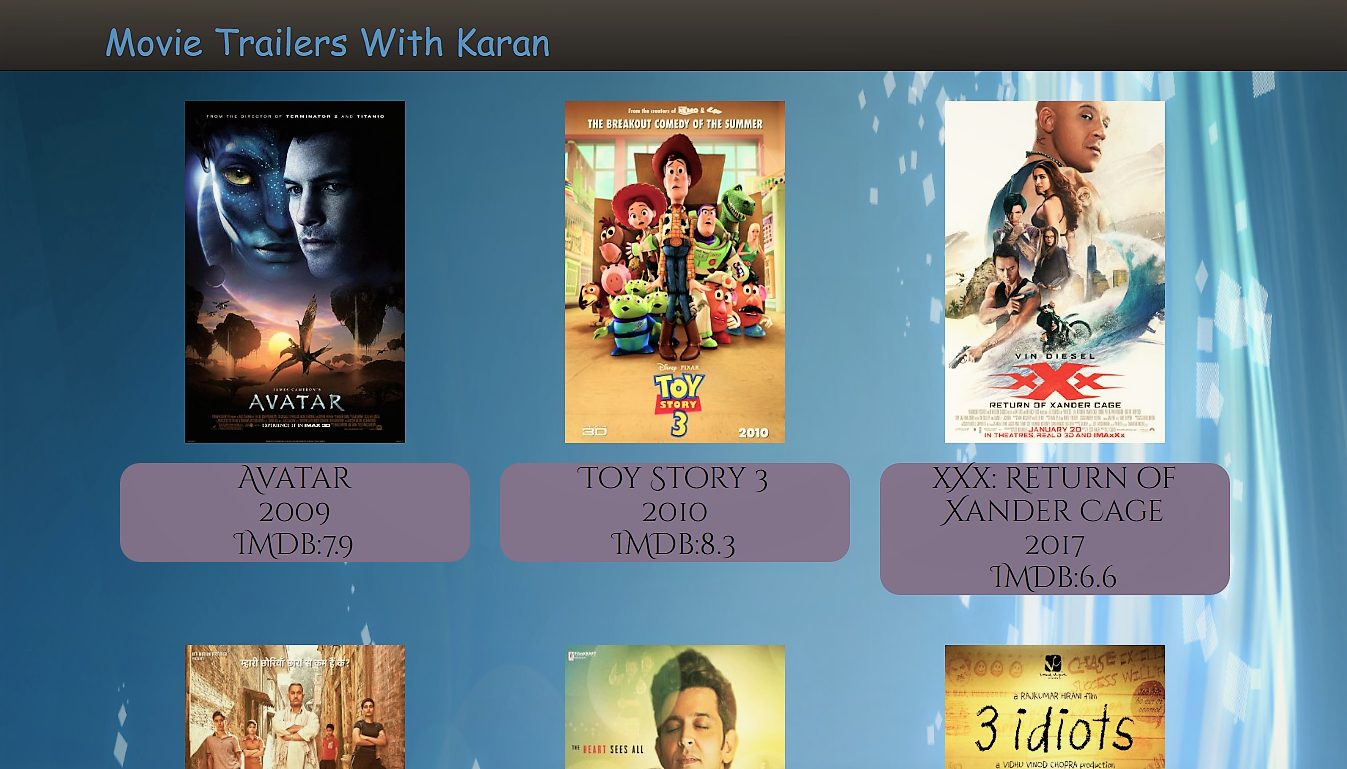 Movie Trailers With Karan
FROM THE DIRECTOR OF TERMINATOR 2 AND TITANIC
JAMES CAMERON'S
AVATAR
EXPERIENCE IT IN IMAX 3D
From the creators of
THE BREAKOUT COMEDY OF THE SUMMER
Disney PIXAR
TOY
STORY
3
3D
2010
VIN DIESEL
xXx
RETURN OF XANDER CAGE
JANUARY 20
IN THEATRES, REAL D 3D AND IMAXxXx
Avatar
2009
IMDB:7.9
Toy Story 3
2010
IMDB:8.3
xXx: Return of
Xander Cage
2017
IMDB:6.6
म्हारी छोरियाँ छोरों से कम हैं के?
THE HEART SEES ALL
a RAJKUMAR HIRANI film
3 idiots
a VIDHU VINOD CHOPRA production